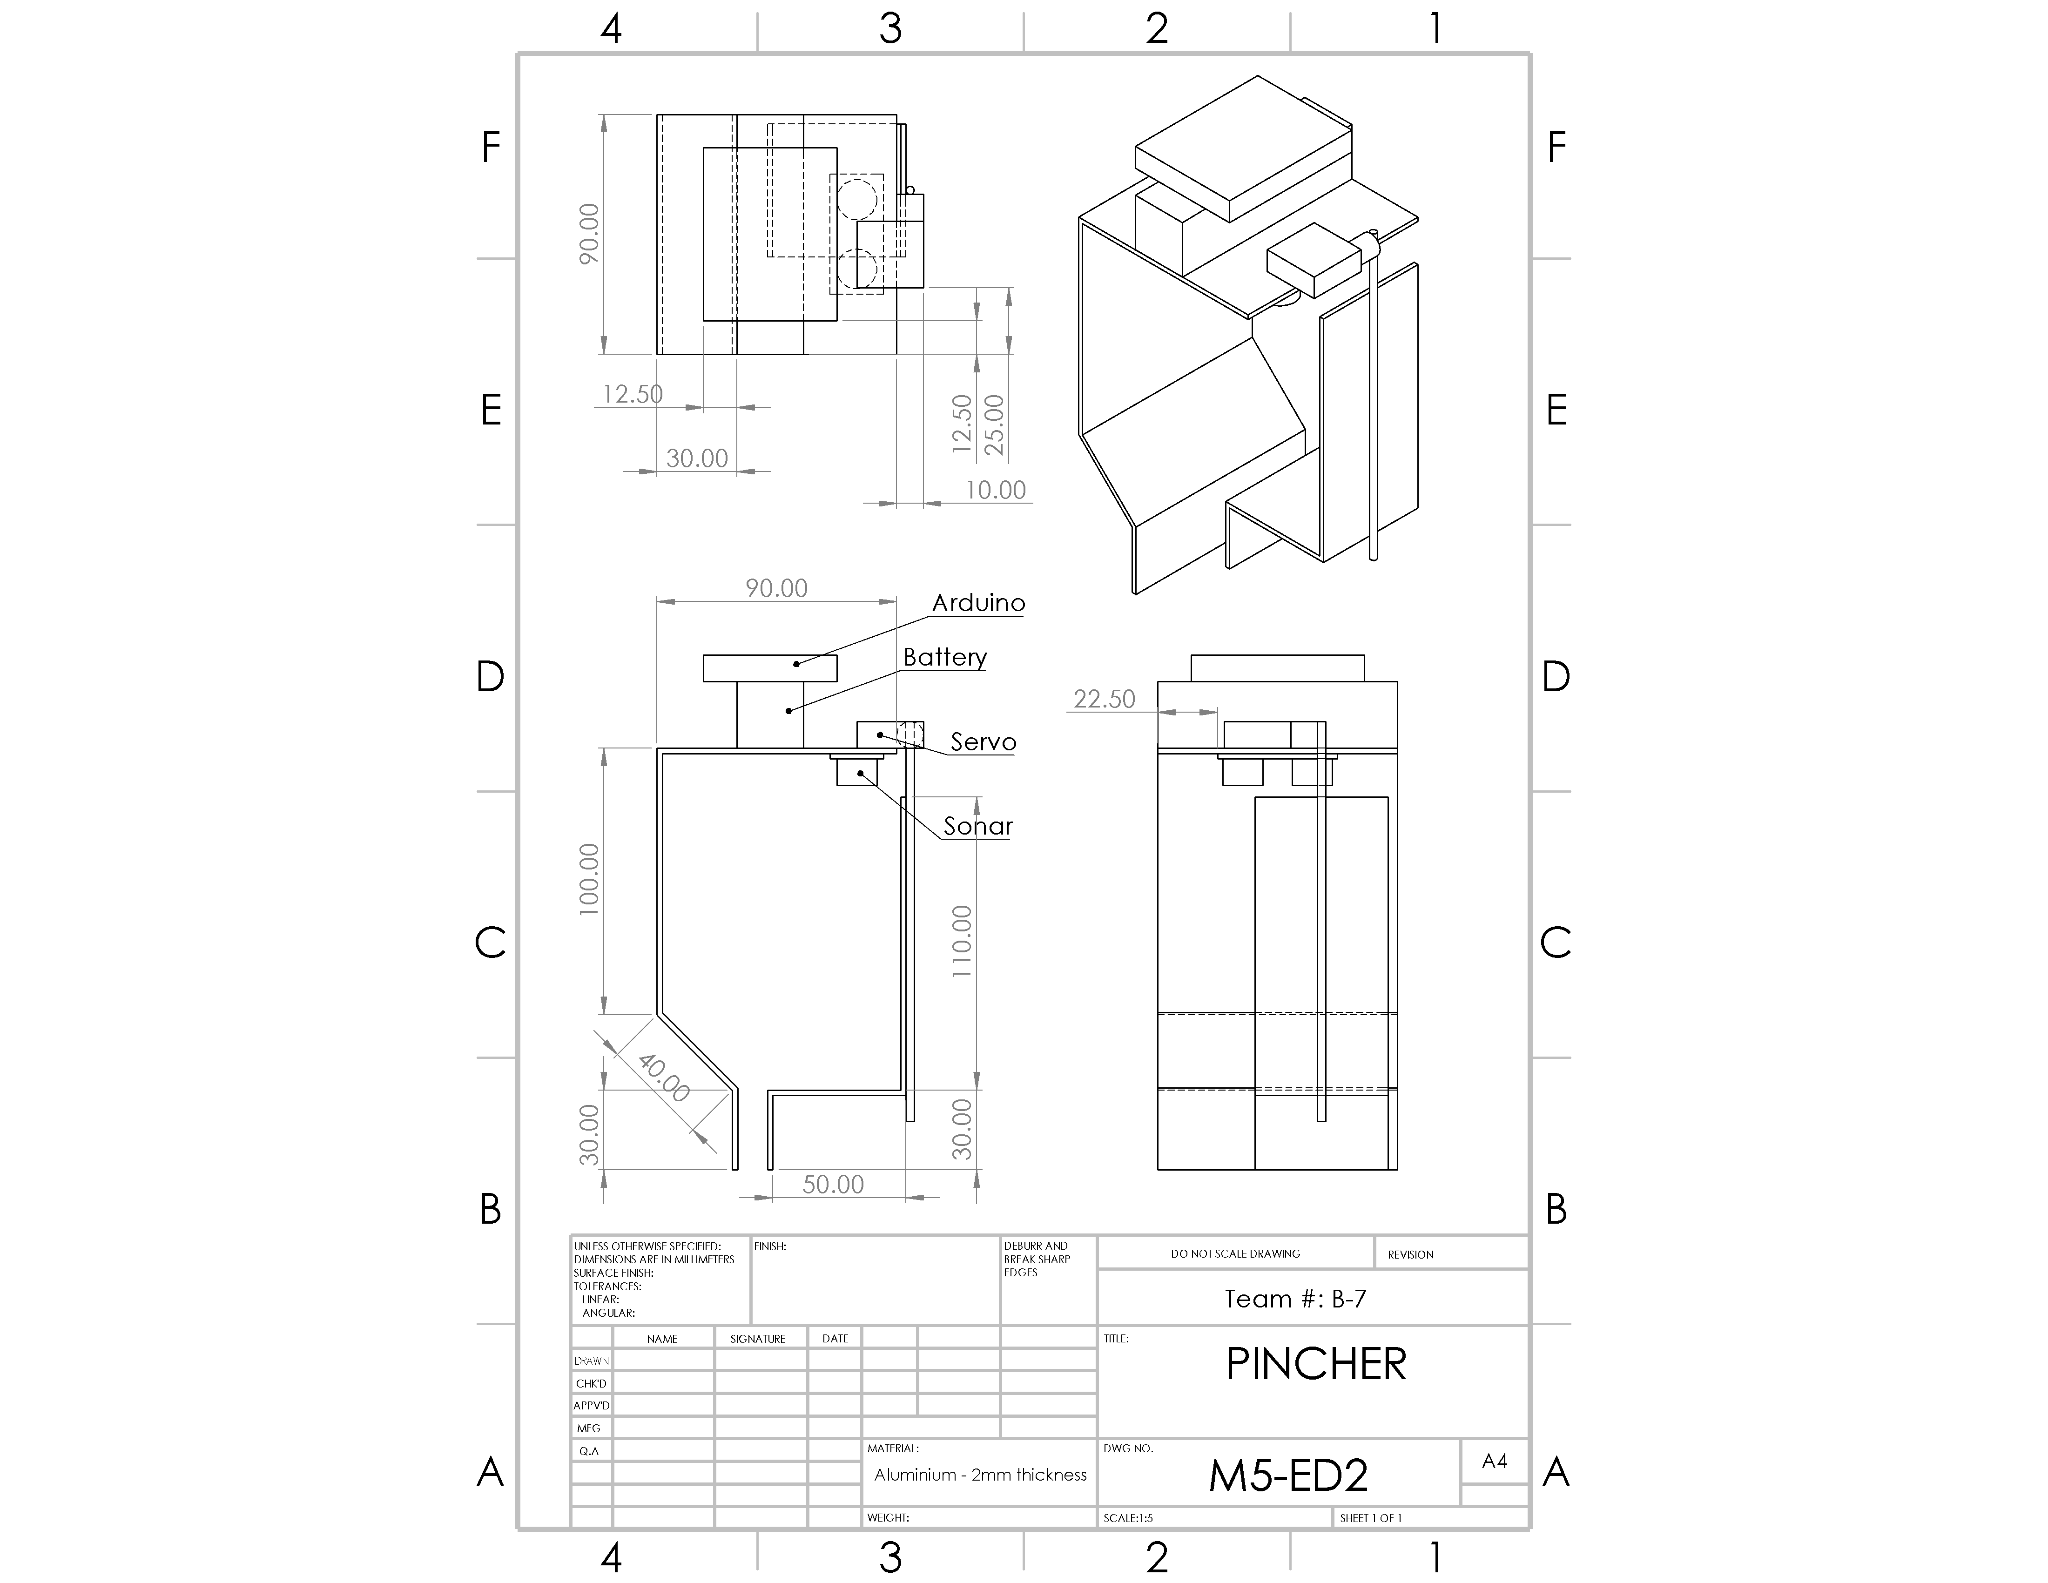 4 3 2 1
F F
90.00
12.50
30.00
12.50
25.00
10.00
E E
90.00
Arduino
Battery
Servo
Sonar
D D
22.50
100.00
110.00
C C
40.00
30.00
30.00
50.00
B B
UNLESS OTHERWISE SPECIFIED:
DIMENSIONS ARE IN MILLIMETERS
SURFACE FINISH:
TOLERANCES:
LINEAR:
ANGULAR:
FINISH:
DEBURR AND
BREAK SHARP
EDGES
DO NOT SCALE DRAWING
REVISION
Team #: B-7
NAME SIGNATURE DATE
DRAWN
CHK'D
APPV'D
MFG
Q.A
TITLE:
PINCHER
MATERIAL:
Aluminium - 2mm thickness
DWG NO.
M5-ED2
A4
WEIGHT:
SCALE:1:5
SHEET 1 OF 1
A A
4 3 2 1